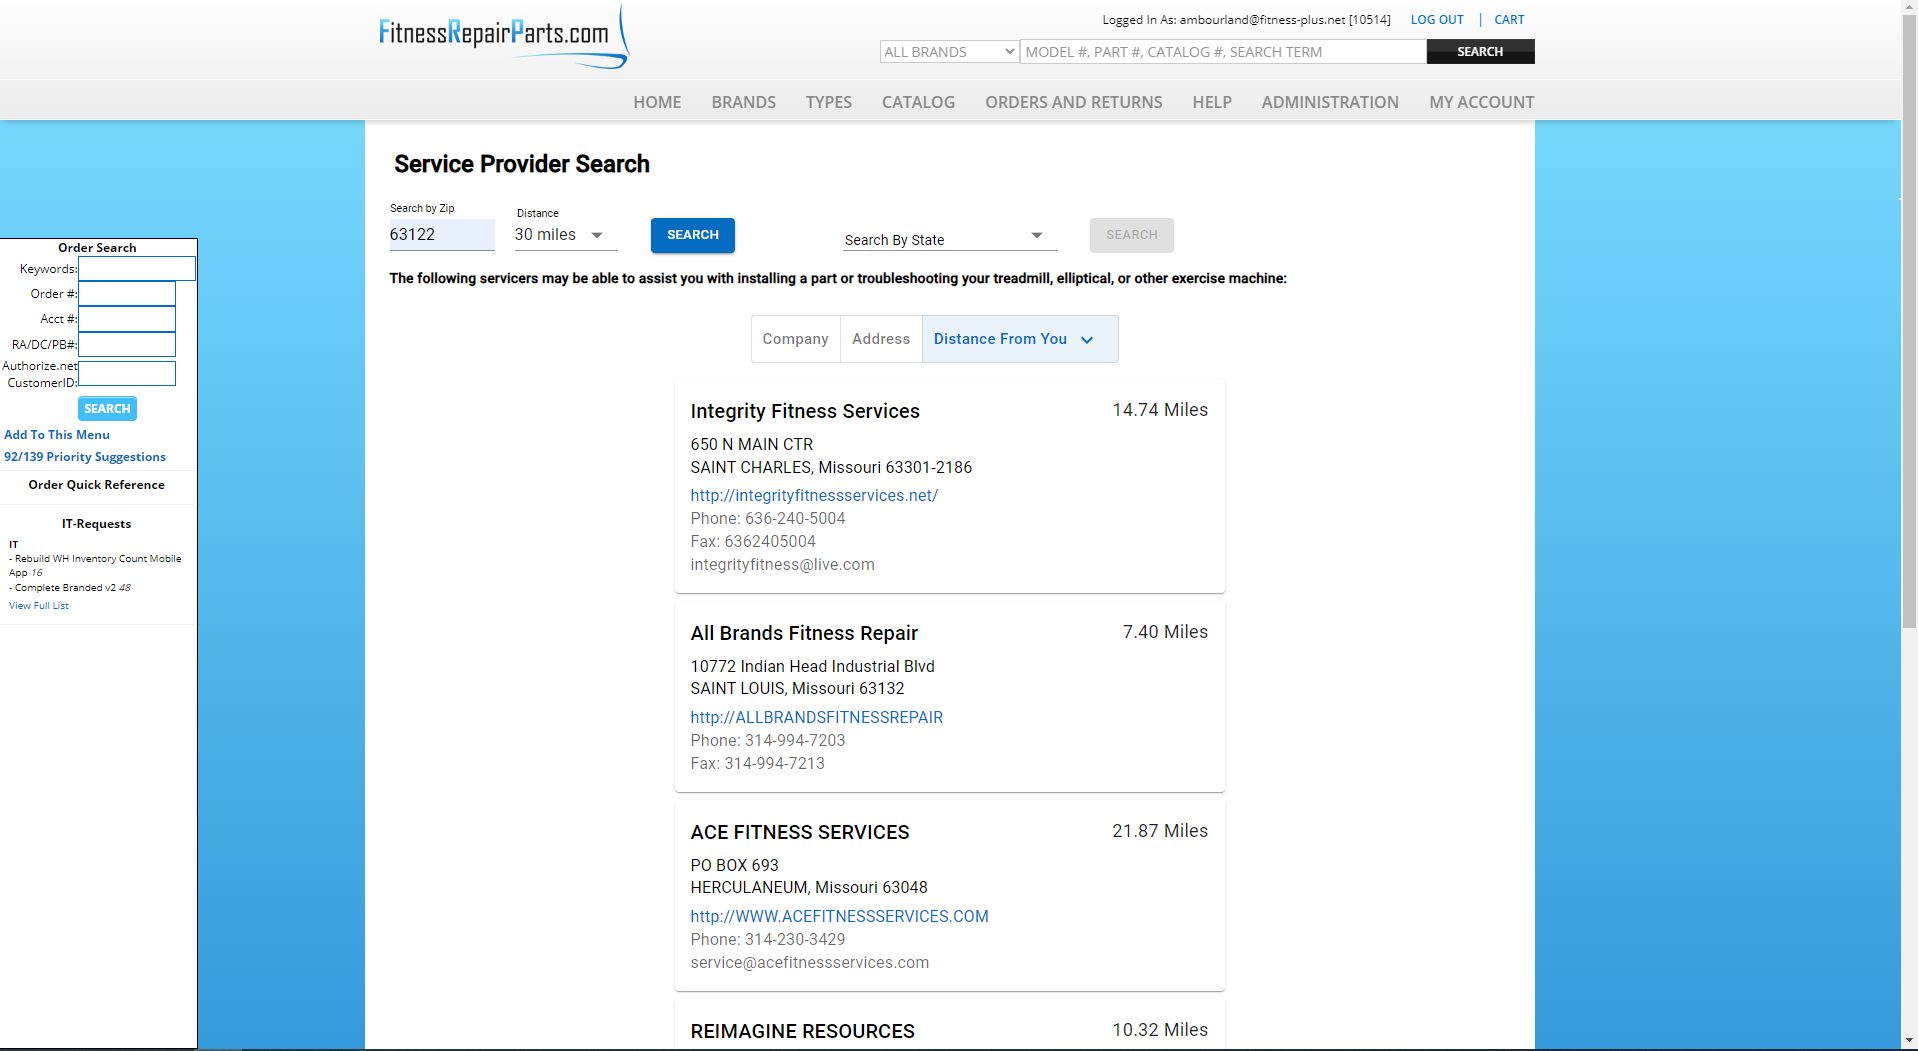 FitnessRepairParts.com
Logged In As: ambourland@fitness-plus.net [10514] LOG OUT | CART
ALL BRANDS MODEL #, PART #, CATALOG #, SEARCH TERM SEARCH
HOME BRANDS TYPES CATALOG ORDERS AND RETURNS HELP ADMINISTRATION MY ACCOUNT
Service Provider Search
Search by Zip
63122
Distance
30 miles
SEARCH
Search By State
SEARCH
The following servicers may be able to assist you with installing a part or troubleshooting your treadmill, elliptical, or other exercise machine:
Order Search
Keywords:
Order #:
Acct #:
RA/DC/PB#:
Authorize.net
CustomerID:
SEARCH
Add To This Menu
92/139 Priority Suggestions
Order Quick Reference
IT-Requests
IT
- Rebuild WH Inventory Count Mobile
App 16
- Complete Branded v2 48
View Full List
Company Address Distance From You
Integrity Fitness Services 14.74 Miles
650 N MAIN CTR
SAINT CHARLES, Missouri 63301-2186
http://integrityfitnessservices.net/
Phone: 636-240-5004
Fax: 6362405004
integrityfitness@live.com
All Brands Fitness Repair 7.40 Miles
10772 Indian Head Industrial Blvd
SAINT LOUIS, Missouri 63132
http://ALLBRANDSFITNESSREPAIR
Phone: 314-994-7203
Fax: 314-994-7213
ACE FITNESS SERVICES 21.87 Miles
PO BOX 693
HERCULANEUM, Missouri 63048
http://WWW.ACEFITNESSSERVICES.COM
Phone: 314-230-3429
service@acefitnessservices.com
REIMAGINE RESOURCES 10.32 Miles